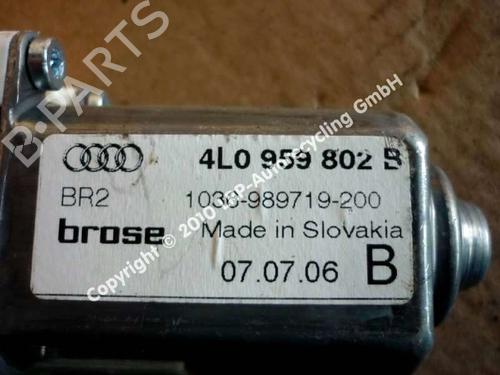 4L0 959 802 B
BR2 1036-989719-200
brose Made in Slovakia
07.07.06 B
B-PARTS
Copyright © 2010 LSP-Autorecycling GmbH